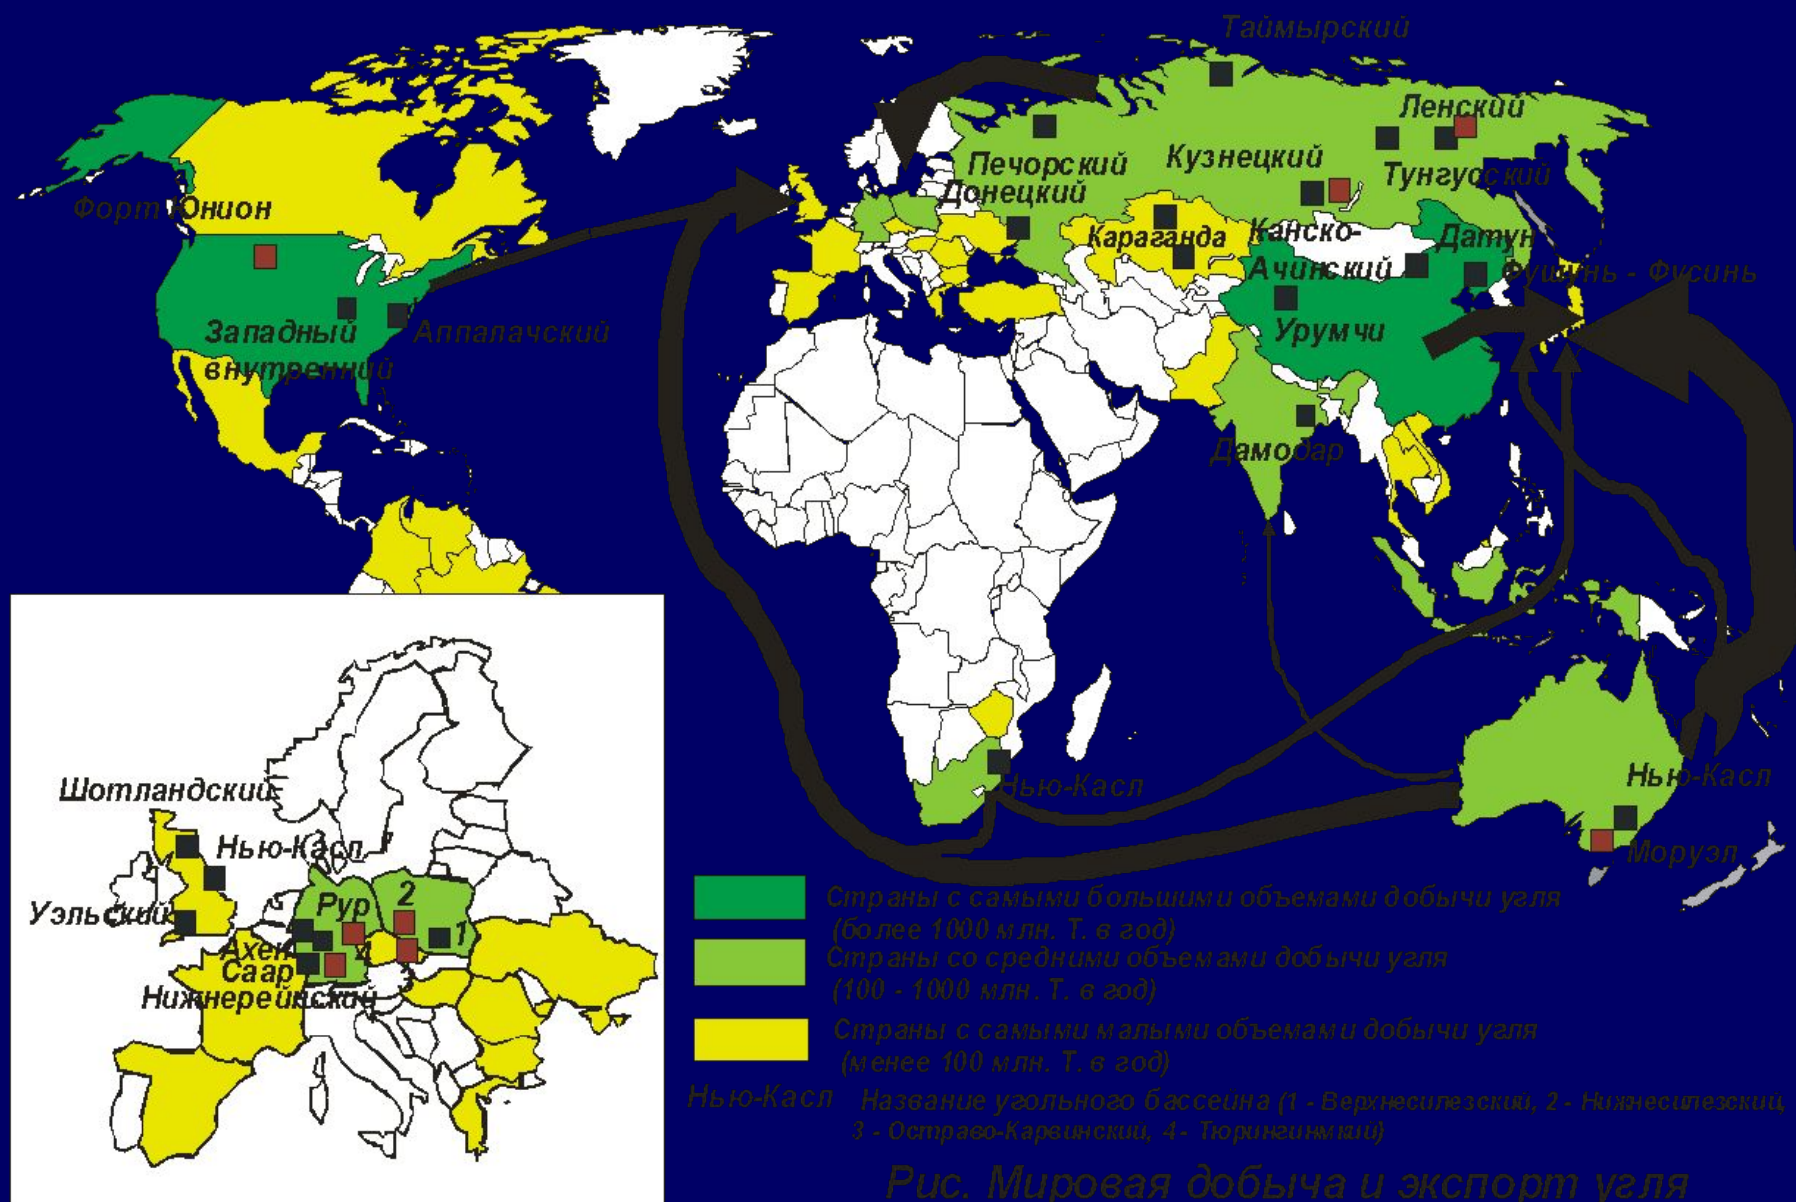 Таймырский
Ленский
Печорский
Кузнецкий
Тунгусский
Донецкий
Форт Юнион
Караганда
Канско-
Ачинский
Датун
Фушунь - Фусинь
Западный
внутренний
Аппалачский
Урумчи
Дамодар
Нью-Касл
Нью-Касл
Моруэл
Шотландский
Нью-Касл
Уэльский
Рур
2
1
Ахен
4
3
Саар
Нижнерейнский
Страны с самыми большими объемами добычи угля
(более 1000 млн. Т. в год)
Страны со средними объемами добычи угля
(100 - 1000 млн. Т. в год)
Страны с самыми малыми объемами добычи угля
(менее 100 млн. Т. в год)
Нью-Касл Название угольного бассеина (1 - Верхнесилезский, 2 - Нижнесилезский,
3 - Остраво-Карвинский, 4 - Тюрингинмкий)
Рис. Мировая добыча и экспорт угля